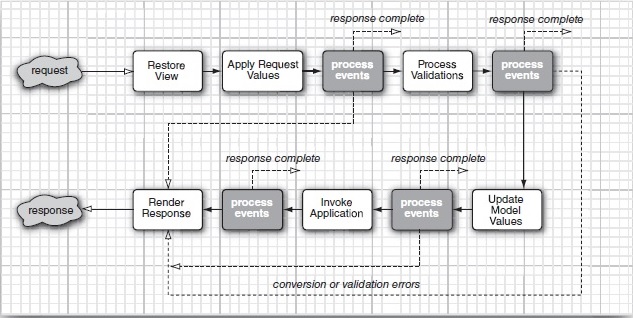 response complete
response complete
request
Restore
View
Apply Request
Values
process
events
Process
Validations
process
events
response complete
response complete
response
Render
Response
process
events
Invoke
Application
process
events
Update
Model
Values
conversion or validation errors